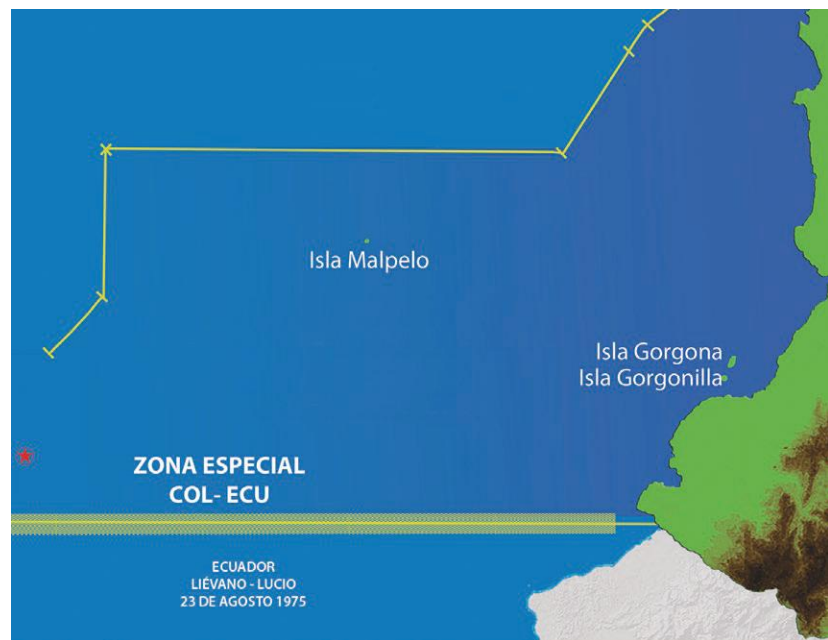 Isla Malpelo
Isla Gorgona
Isla Gorgonilla
ZONA ESPECIAL
COL- ECU
ECUADOR
LIÉVANO - LUCIO
23 DE AGOSTO 1975